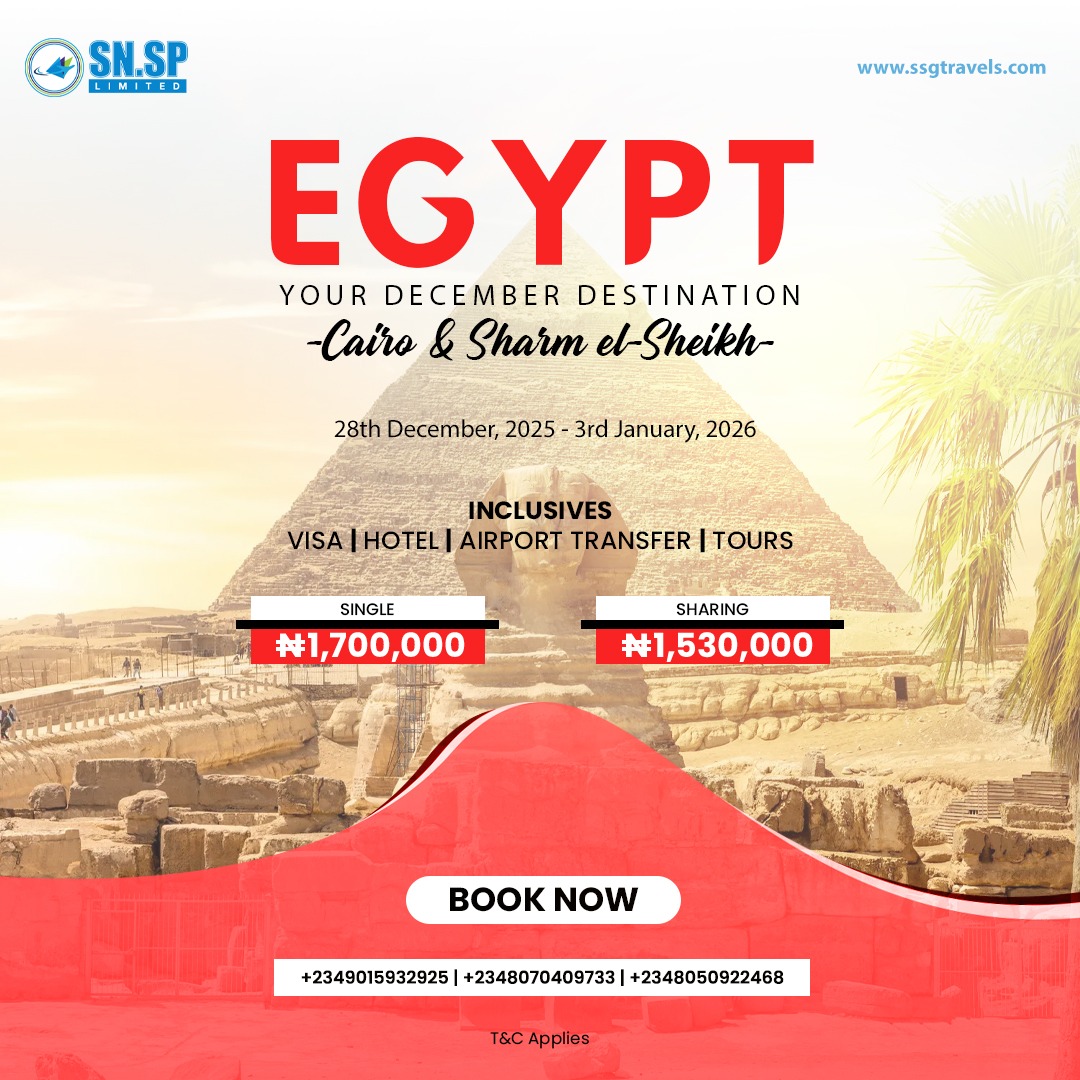 SN.SP
LIMITED
www.ssgtravels.com
EGYPT
YOUR DECEMBER DESTINATION
-Cairo & Sharm el-Sheikh-
28th December, 2025 - 3rd January, 2026
INCLUSIVES
VISA | HOTEL | AIRPORT TRANSFER | TOURS
SINGLE
₦1,700,000
SHARING
₦1,530,000
BOOK NOW
+2349015932925 | +2348070409733 | +2348050922468
T&C Applies